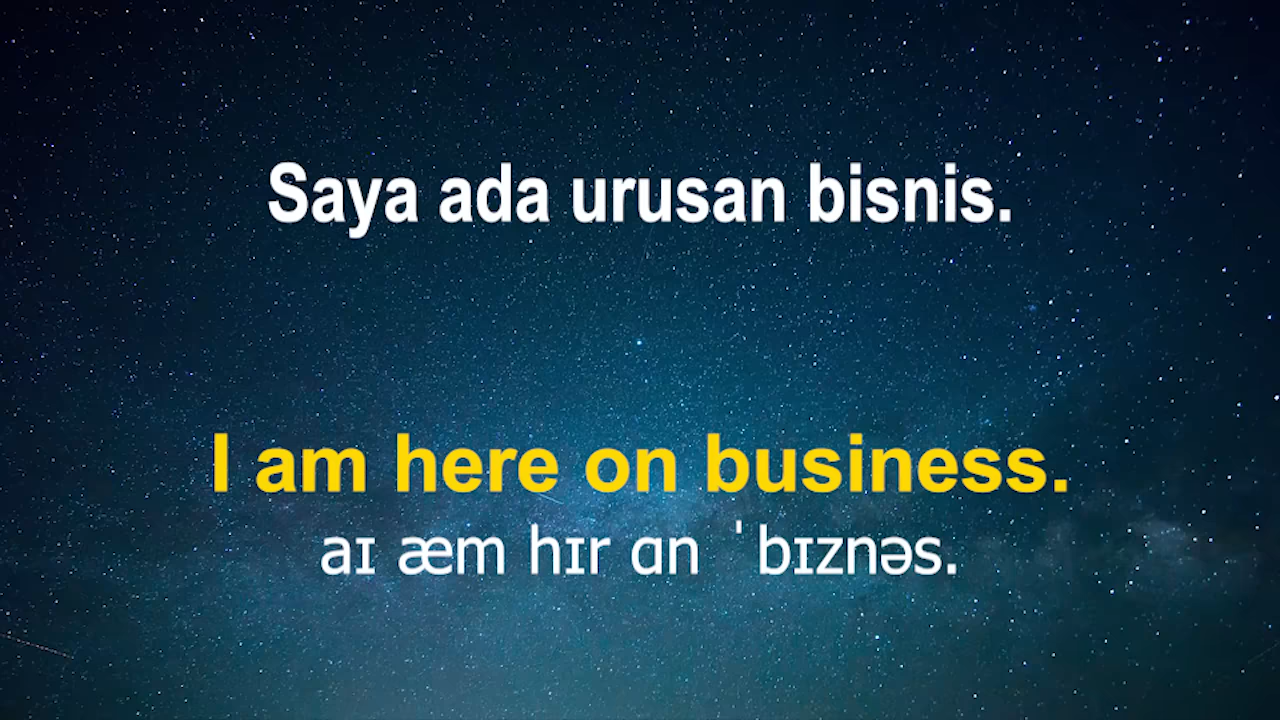 Saya ada urusan bisnis.
I am here on business.
aɪ æm hɪr ɑn ˈbɪznəs.